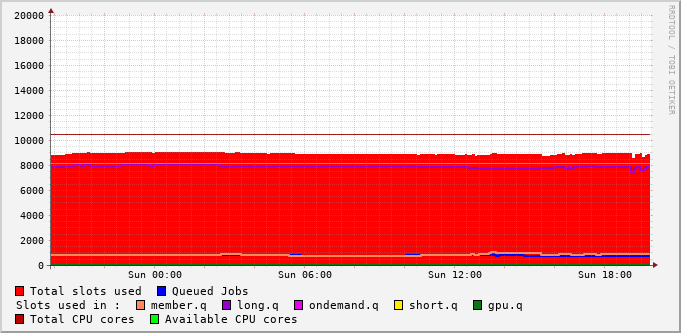 20000
18000
16000
14000
12000
10000
8000
6000
4000
2000
0
Sun 00:00 Sun 06:00 Sun 12:00 Sun 18:00
RRDTOOL / TOBI OETIKER
Total slots used Queued Jobs
Slots used in : member.q long.q ondemand.q short.q gpu.q
Total CPU cores Available CPU cores